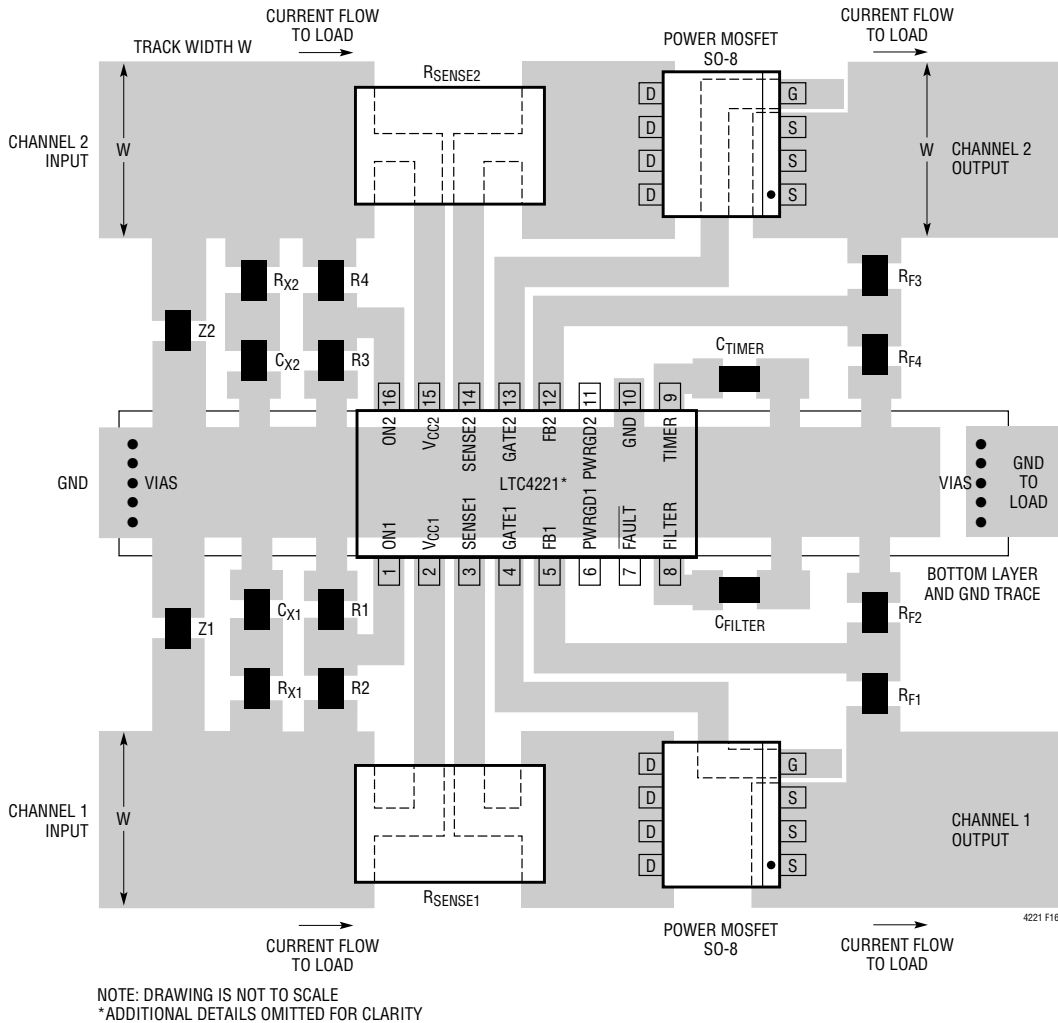 CURRENT FLOW
TO LOAD
CURRENT FLOW
TO LOAD
TRACK WIDTH W
POWER MOSFET
SO-8
RSENSE2
D
D
D
D
G
S
S
S
CHANNEL 2
INPUT
W
W
CHANNEL 2
OUTPUT
RX2
R4
RF3
Z2
CX2
R3
CTIMER
RF4
16
15
14
13
12
11
10
9
ON2
VCC2
SENSE2
GATE2
FB2
PWRGD2
GND
TIMER
GND
VIAS
LTC4221*
VIAS
GND
TO
LOAD
ON1
VCC1
SENSE1
GATE1
FB1
PWRGD1
FAULT
FILTER
1
2
3
4
5
6
7
8
BOTTOM LAYER
AND GND TRACE
Z1
CX1
R1
CFILTER
RF2
RX1
R2
RF1
D
D
D
D
G
S
S
S
CHANNEL 1
INPUT
W
CHANNEL 1
OUTPUT
RSENSE1
4221 F16
CURRENT FLOW
TO LOAD
POWER MOSFET
SO-8
CURRENT FLOW
TO LOAD
NOTE: DRAWING IS NOT TO SCALE
*ADDITIONAL DETAILS OMITTED FOR CLARITY